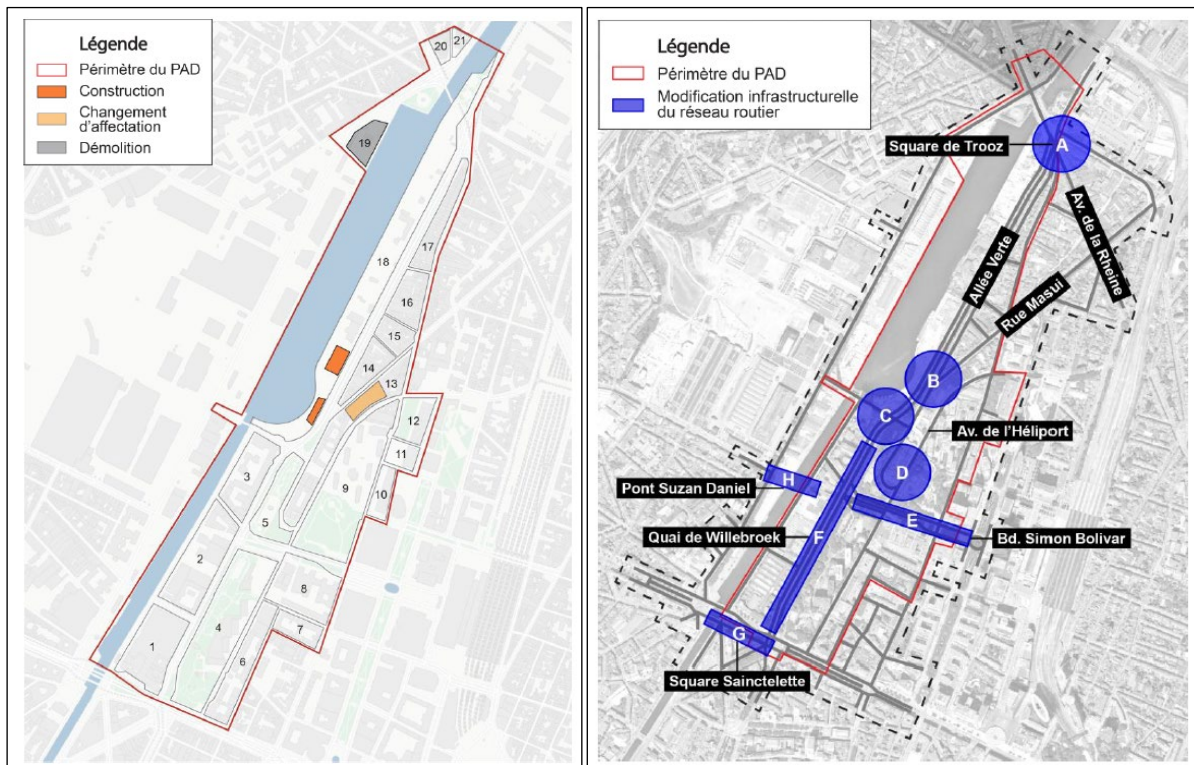 Légende
Périmètre du PAD
Construction
Changement
d'affectation
Démolition
20
21
19
17
18
16
15
14
13
12
11
3
9
10
5
2
8
4
1
7
6
Légende
Périmètre du PAD
Modification infrastructurelle
du réseau routier
Square de Trooz
A
Av. de la Rheine
Allée Verte
Rue Masui
B
C
Av. de l'Héliport
D
Pont Suzan Daniel
H
Quai de Willebroek
F
E
Bd. Simon Bolivar
G
Square Sainctelette